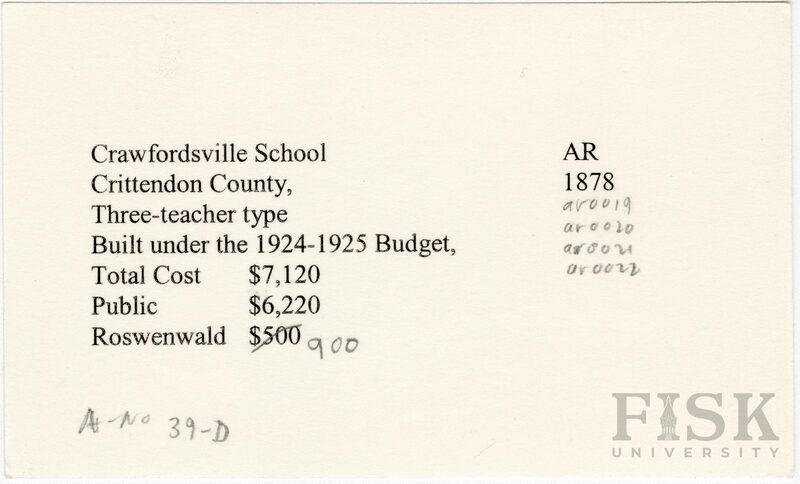 Crawfordsville School AR
Crittendon County, 1878
Three-teacher type ar0019
ar0020
Built under the 1924-1925 Budget, ar0021
Total Cost $7,120 ar0022
Public $6,220
Roswenwald $500 900
A-No 39-D
FISK
UNIVERSITY